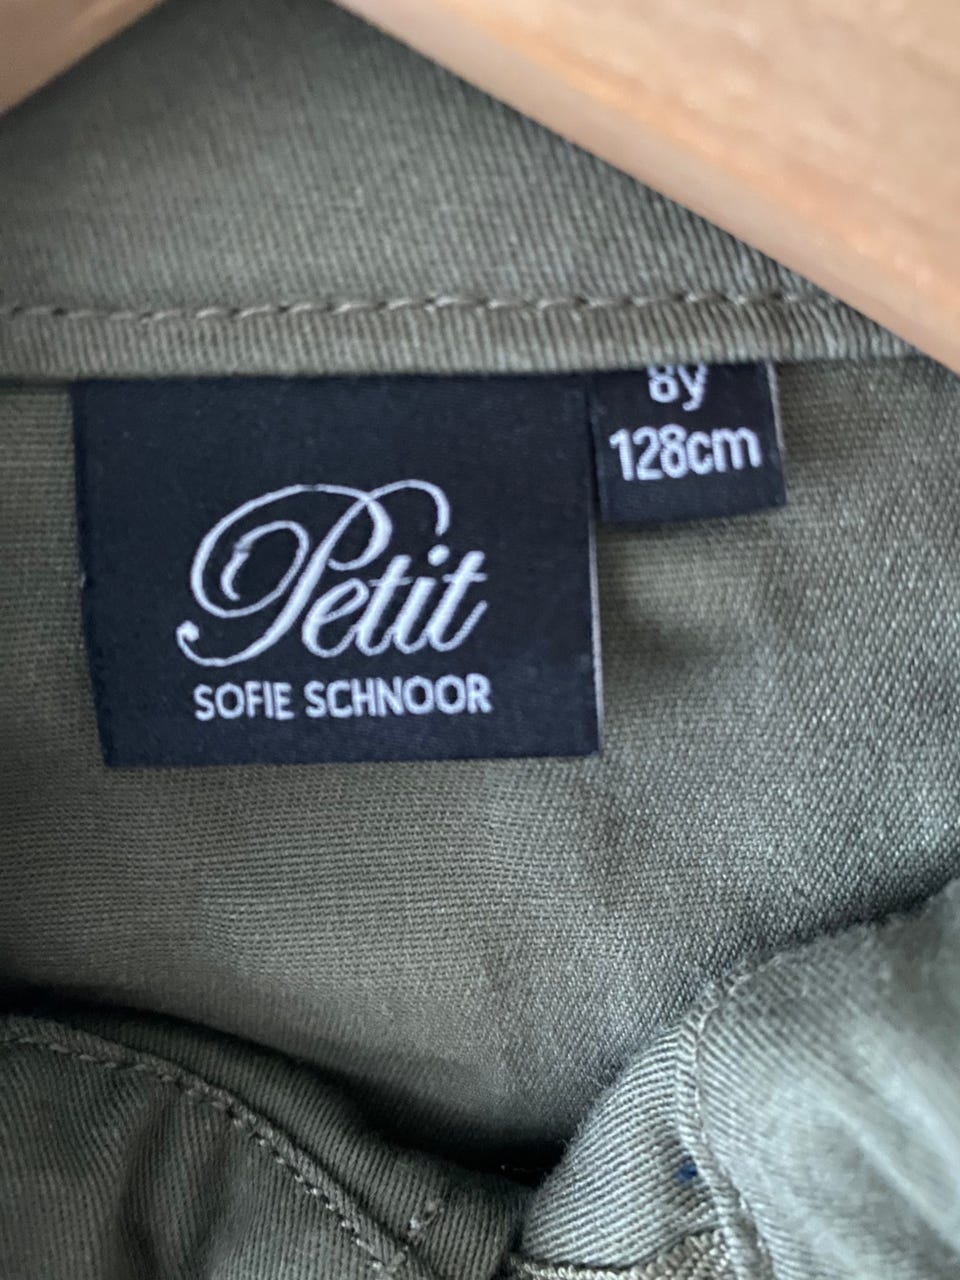 Petit
SOFIE SCHNOOR
8y
128cm